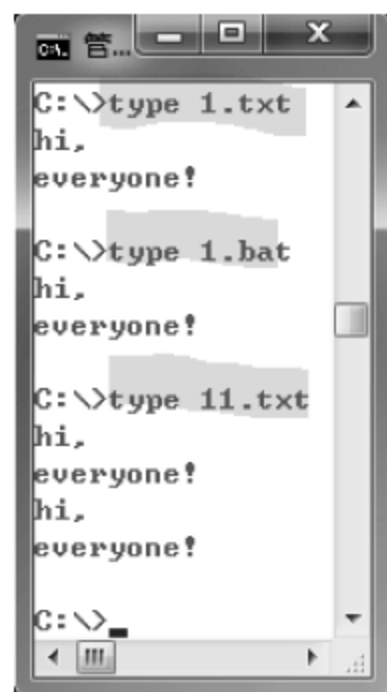 管...
C:\>type 1.txt
hi,
everyone!
C:\>type 1.bat
hi,
everyone!
C:\>type 11.txt
hi,
everyone!
hi,
everyone!
C:\>_